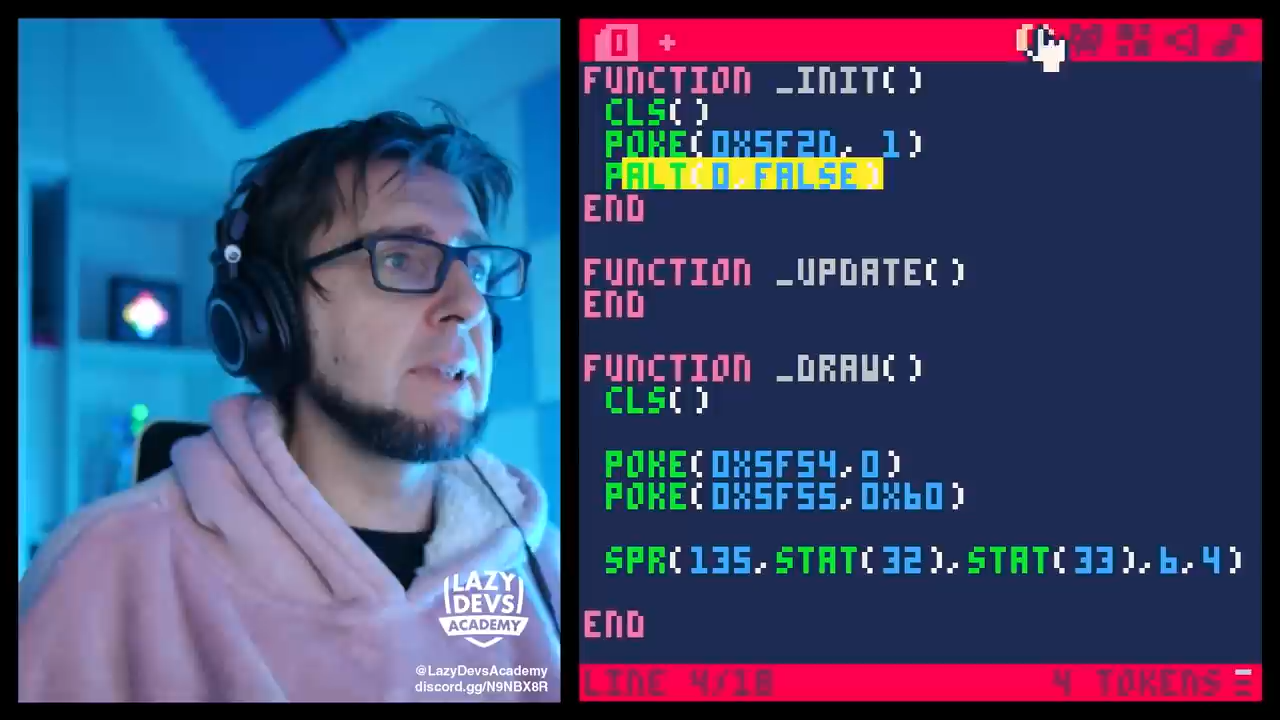 FUNCTION _INIT()
CLS()
POKE(0X5F2D, 1)
PALT(0,FALSE)
END
FUNCTION _UPDATE()
END
FUNCTION _DRAW()
CLS()
POKE(0X5F54,0)
POKE(0X5F55,0X60)
SPR(135,STAT(32),STAT(33),6,4)
END
LINE 4/18
4 TOKENS
LAZY
DEVS
ACADEMY
@LazyDevsAcademy
discord.gg/N9NBX8R